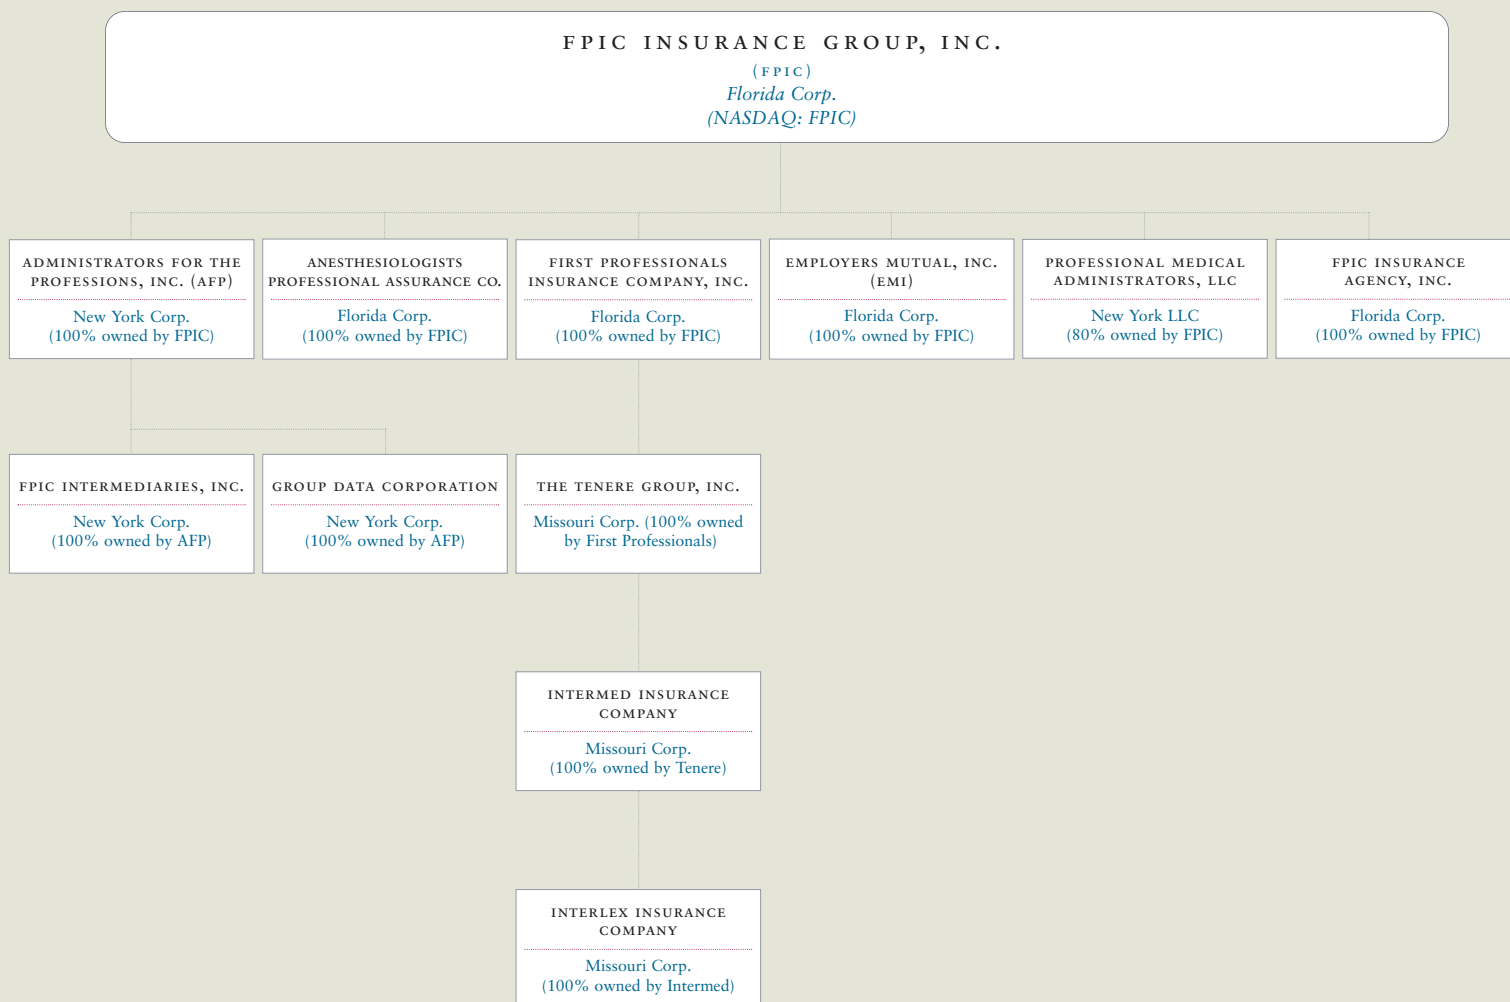 FPIC INSURANCE GROUP, INC.
(FPIC)
Florida Corp.
(NASDAQ: FPIC)
ADMINISTRATORS FOR THE
PROFESSIONS, INC. (AFP)
New York Corp.
(100% owned by FPIC)
ANESTHESIOLOGISTS
PROFESSIONAL ASSURANCE CO.
Florida Corp.
(100% owned by FPIC)
FIRST PROFESSIONALS
INSURANCE COMPANY, INC.
Florida Corp.
(100% owned by FPIC)
EMPLOYERS MUTUAL, INC.
(EMI)
Florida Corp.
(100% owned by FPIC)
PROFESSIONAL MEDICAL
ADMINISTRATORS, LLC
New York LLC
(80% owned by FPIC)
FPIC INSURANCE
AGENCY, INC.
Florida Corp.
(100% owned by FPIC)
FPIC INTERMEDIARIES, INC.
New York Corp.
(100% owned by AFP)
GROUP DATA CORPORATION
New York Corp.
(100% owned by AFP)
THE TENERE GROUP, INC.
Missouri Corp. (100% owned
by First Professionals)
INTERMED INSURANCE
COMPANY
Missouri Corp.
(100% owned by Tenere)
INTERLEX INSURANCE
COMPANY
Missouri Corp.
(100% owned by Intermed)